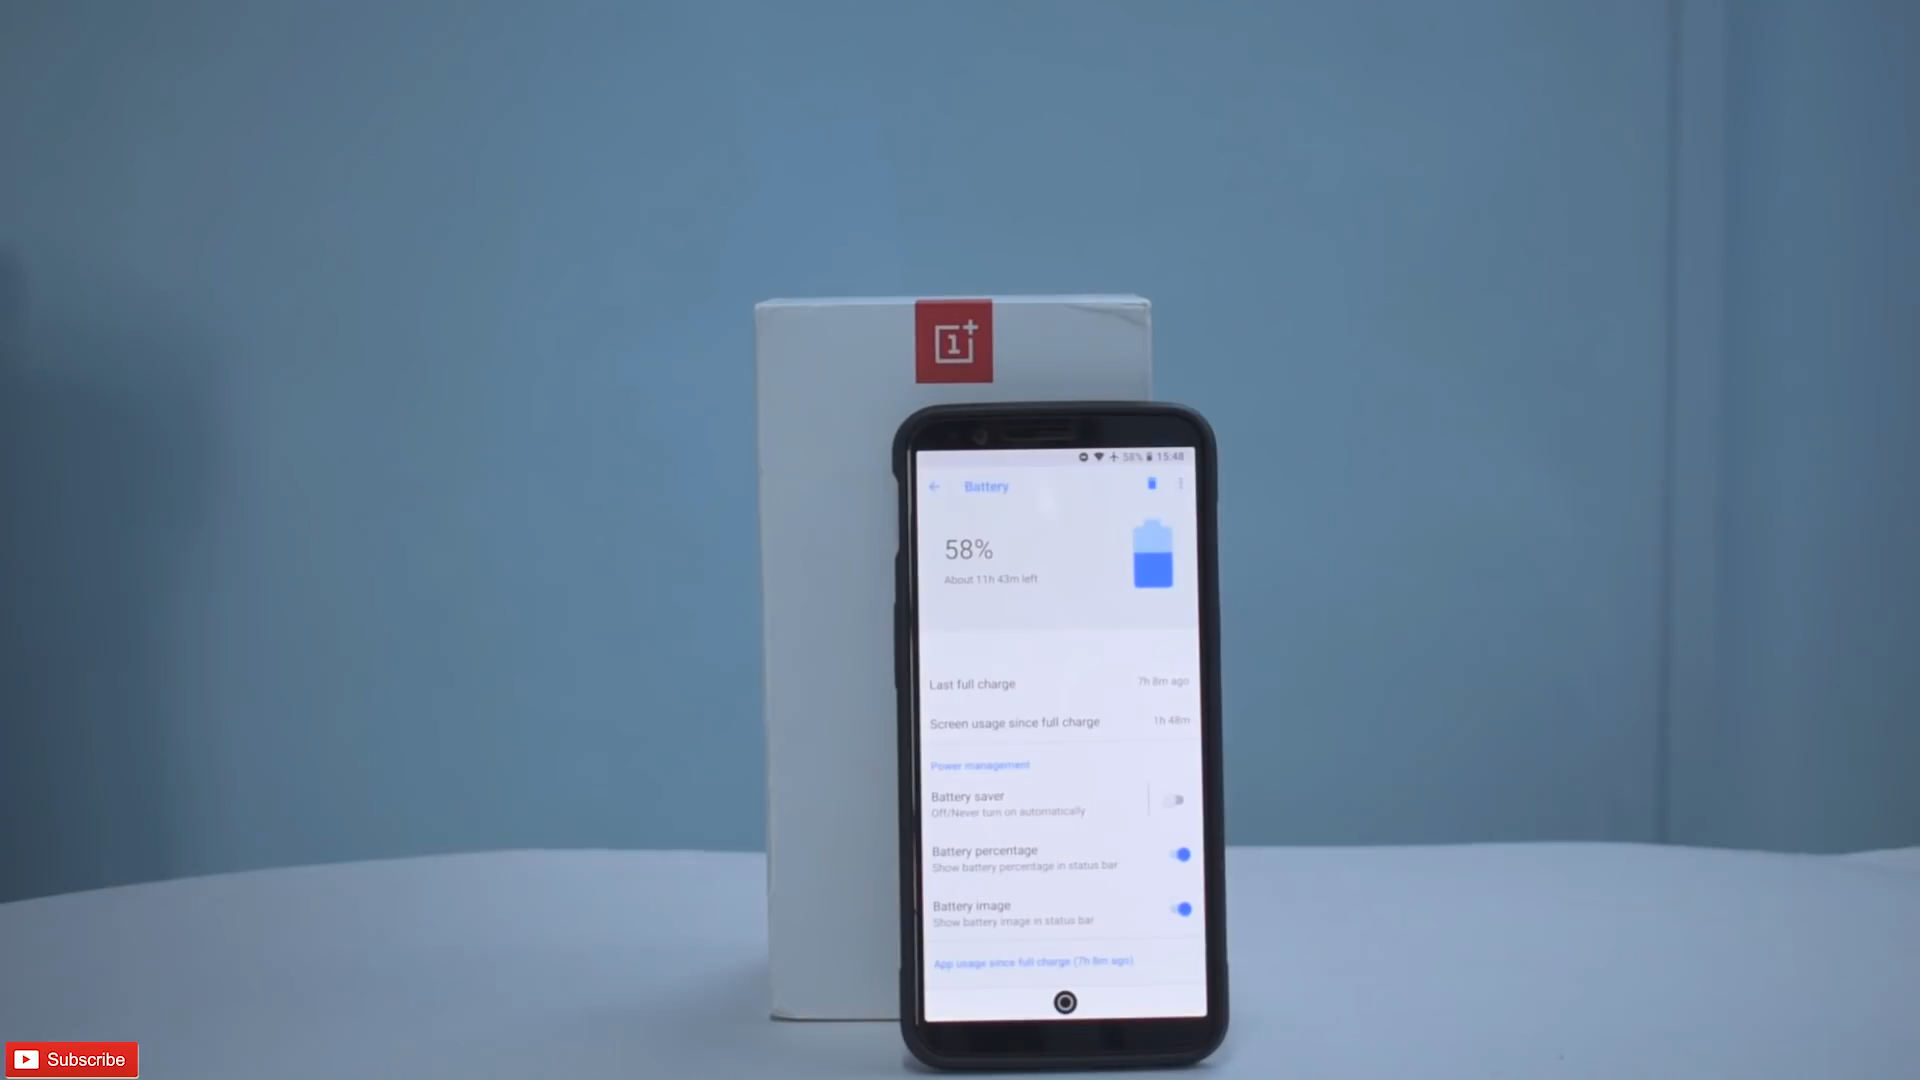 1+
58% 15:48
Battery
58%
About 11h 43m left
Last full charge 7h 8m ago
Screen usage since full charge 1h 48m
Power management
Battery saver
Off/Never turn on automatically
Battery percentage
Show battery percentage in status bar
Battery image
Show battery image in status bar
App usage since full charge (7h 8m ago)
Subscribe